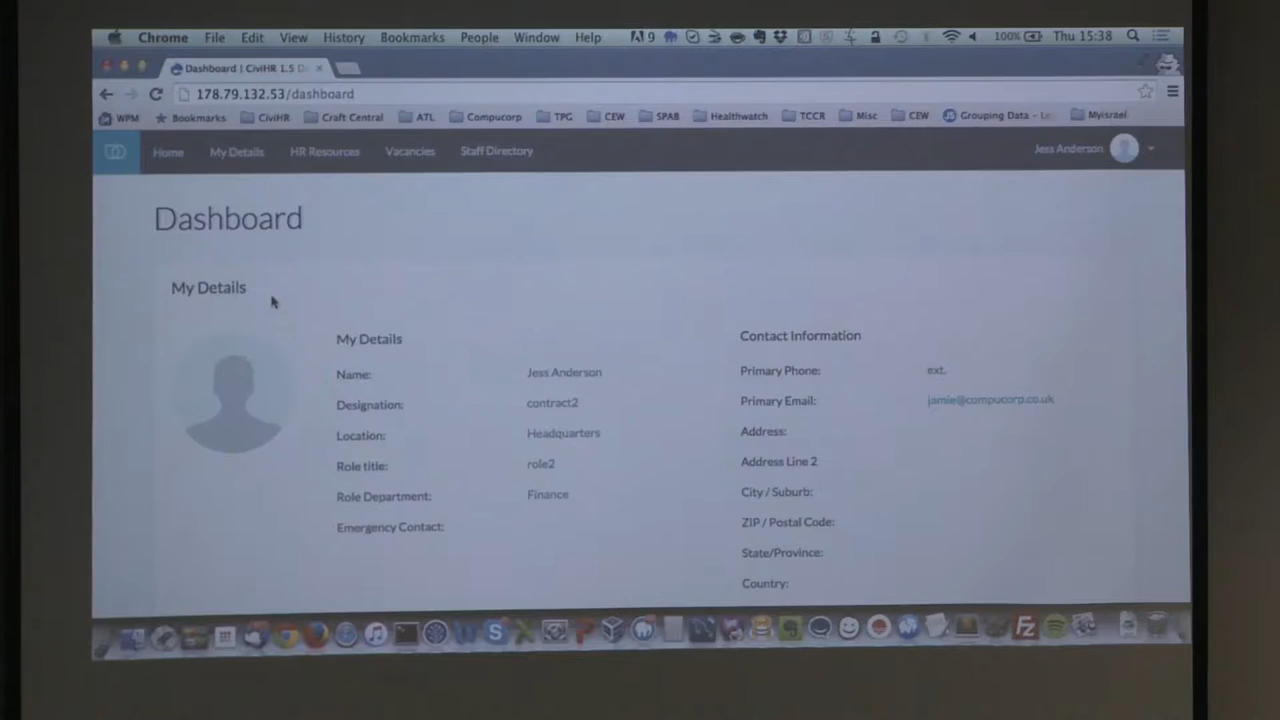 Chrome File Edit View History Bookmarks People Window Help 9 100% Thu 15:38
Dashboard | CiviHR 1.5 D
178.79.132.53/dashboard
WPM Bookmarks CiviHR Craft Central ATL Compucorp TPG CEW SPAB Healthwatch TCCR Misc CEW Grouping Data - Le Myisrael
Home My Details HR Resources Vacancies Staff Directory Jess Anderson
Dashboard
My Details
My Details
Name: Jess Anderson
Designation: contract2
Location: Headquarters
Role title: role2
Role Department: Finance
Emergency Contact:
Contact Information
Primary Phone: ext.
Primary Email: jamie@compucorp.co.uk
Address:
Address Line 2
City / Suburb:
ZIP / Postal Code:
State/Province:
Country: